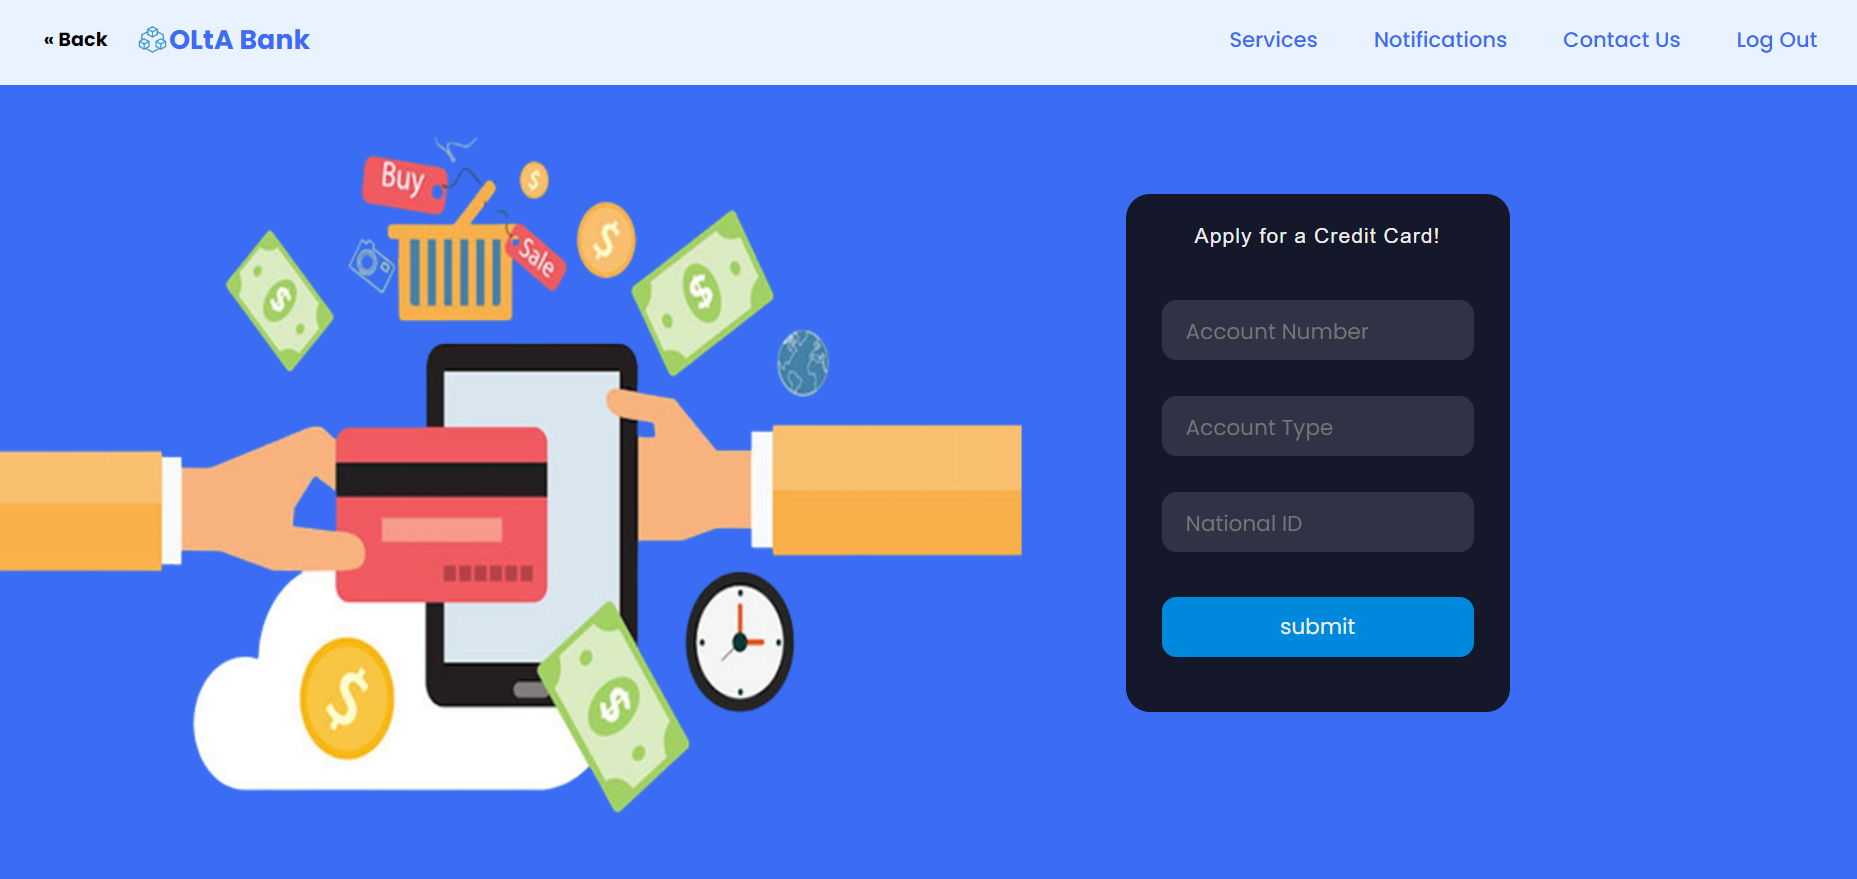 « Back
OLtA Bank
Services
Notifications
Contact Us
Log Out
Buy
$
$
Sale
$
$
Apply for a Credit Card!
Account Number
Account Type
National ID
submit
$
$